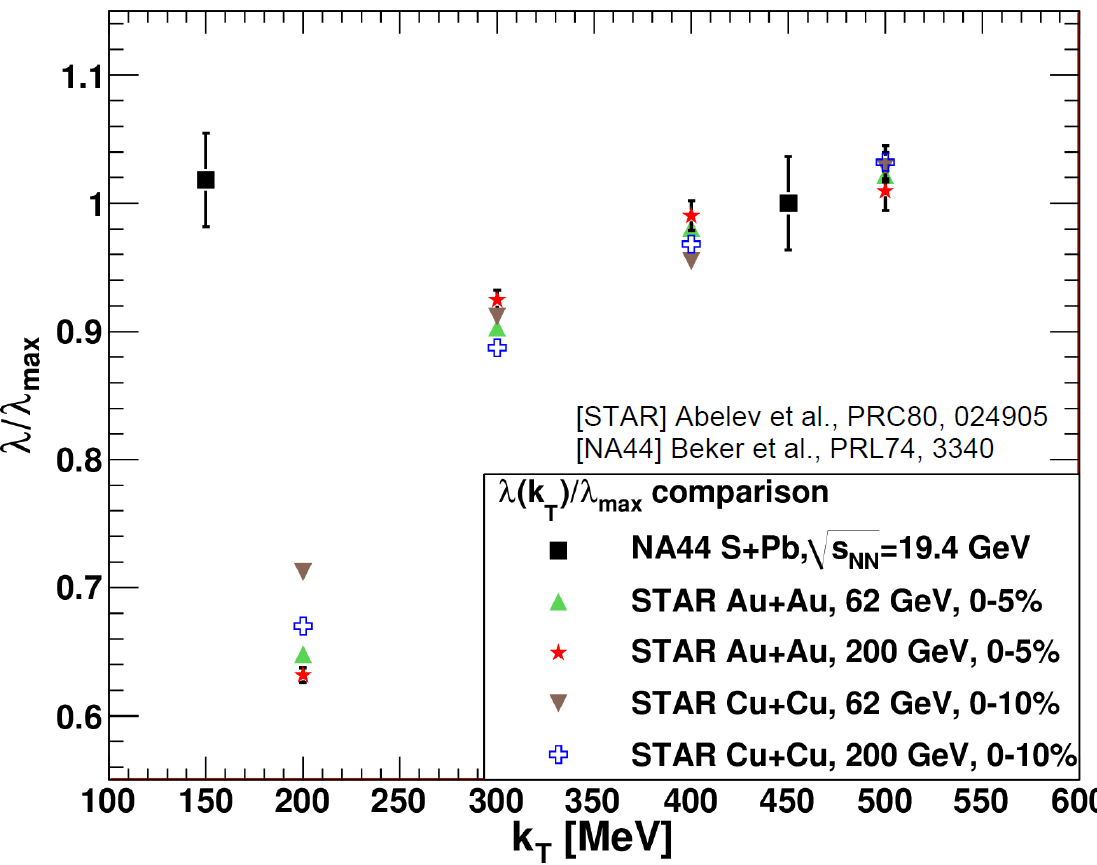 1.1
1
0.9
0.8
0.7
0.6
λ/λmax
[STAR] Abelev et al., PRC80, 024905
[NA44] Beker et al., PRL74, 3340
λ(kT)/λmax comparison
NA44 S+Pb,√sNN=19.4 GeV
STAR Au+Au, 62 GeV, 0-5%
STAR Au+Au, 200 GeV, 0-5%
STAR Cu+Cu, 62 GeV, 0-10%
STAR Cu+Cu, 200 GeV, 0-10%
100 150 200 250 300 350 400 450 500 550 600
kT [MeV]